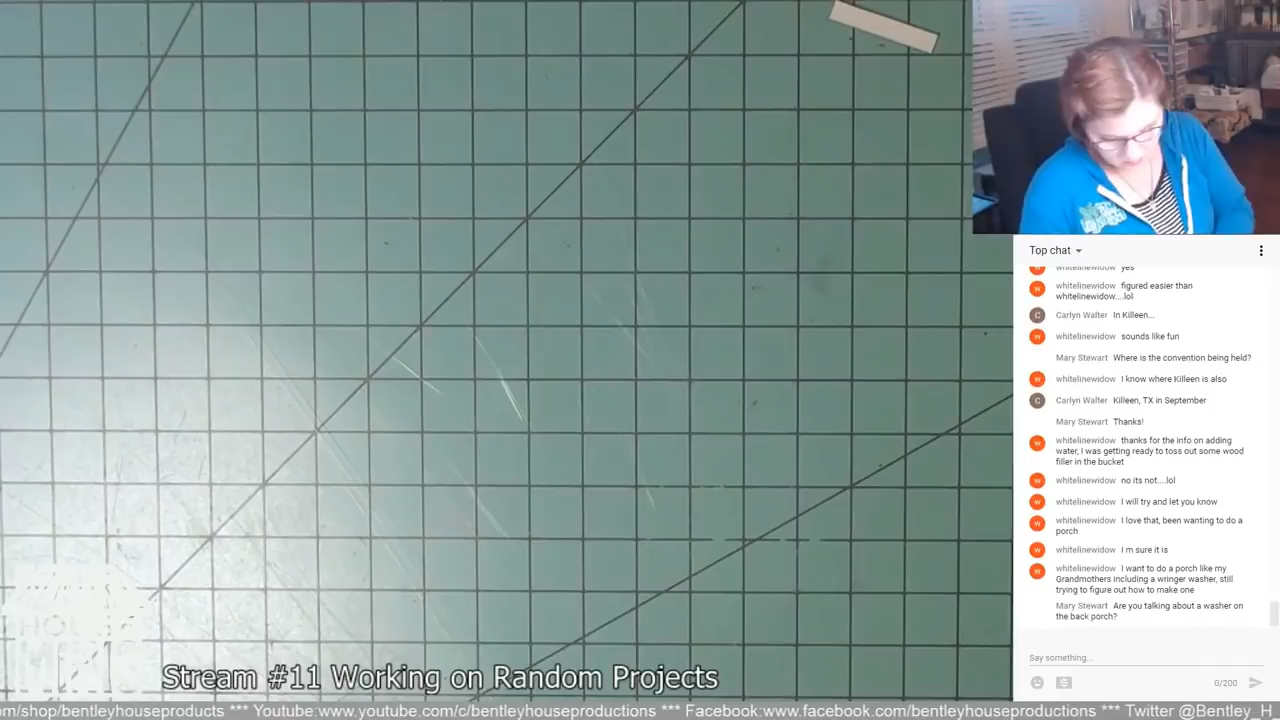 Top chat
whitelinewidow yes
whitelinewidow figured easier than
whitelinewidow....lol
C Carlyn Walter In Killeen...
w whitelinewidow sounds like fun
Mary Stewart Where is the convention being held?
w whitelinewidow I know where Killeen is also
C Carlyn Walter Killeen, TX in September
Mary Stewart Thanks!
w whitelinewidow thanks for the info on adding
water, I was getting ready to toss out some wood
filler in the bucket
w whitelinewidow no its not....lol
w whitelinewidow I will try and let you know
w whitelinewidow I love that, been wanting to do a
porch
w whitelinewidow I m sure it is
w whitelinewidow I want to do a porch like my
Grandmothers including a wringer washer, still
trying to figure out how to make one
Mary Stewart Are you talking about a washer on
the back porch?
Say something...
0/200
HOUSE
Stream #11 Working on Random Projects
om/shop/bentleyhouseproducts *** Youtube:www.youtube.com/c/bentleyhouseproductions *** Facebook:www.facebook.com/bentleyhouseproductions *** Twitter @Bentley_H